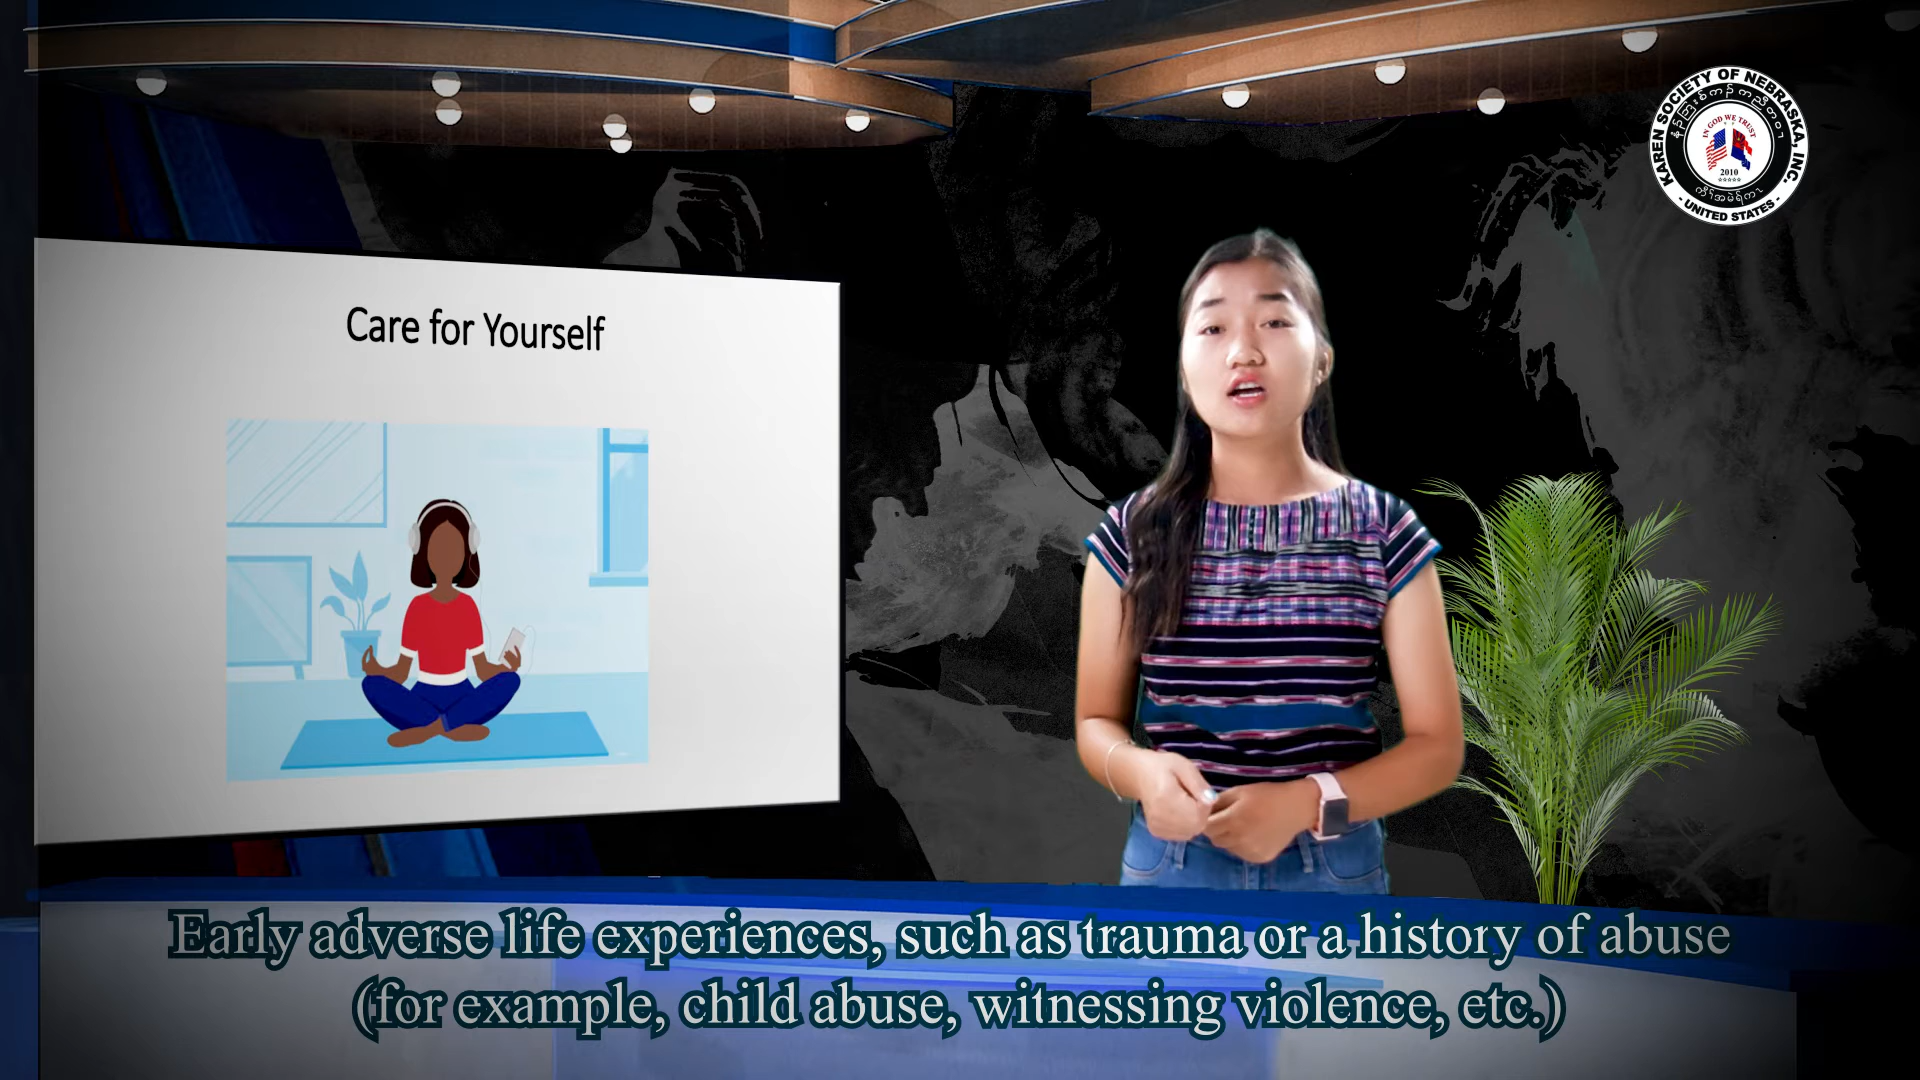 KAREN SOCIETY OF NEBRASKA, INC.
IN GOD WE TRUST
2010
- UNITED STATES -
Care for Yourself
Early adverse life experiences, such as trauma or a history of abuse
(for example, child abuse, witnessing violence, etc.)